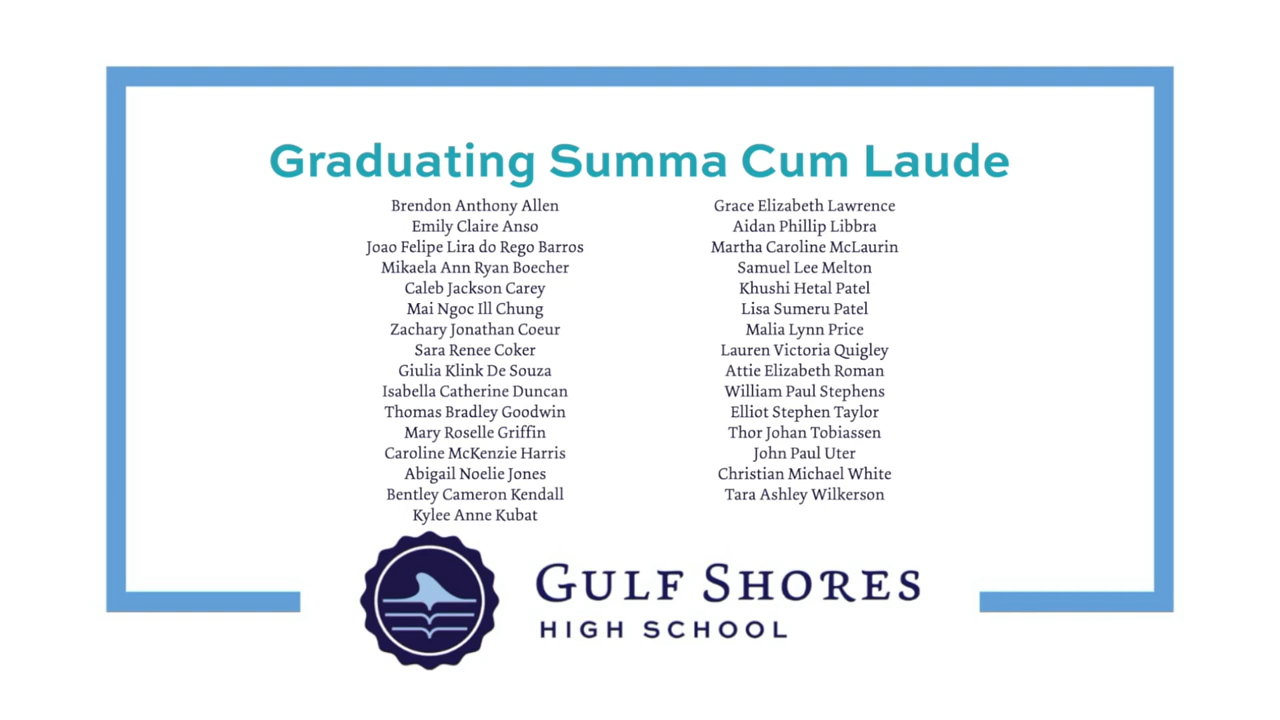 Graduating Summa Cum Laude
Brendon Anthony Allen
Emily Claire Anso
Joao Felipe Lira do Rego Barros
Mikaela Ann Ryan Boecher
Caleb Jackson Carey
Mai Ngoc Ill Chung
Zachary Jonathan Coeur
Sara Renee Coker
Giulia Klink De Souza
Isabella Catherine Duncan
Thomas Bradley Goodwin
Mary Roselle Griffin
Caroline McKenzie Harris
Abigail Noelie Jones
Bentley Cameron Kendall
Kylee Anne Kubat
Grace Elizabeth Lawrence
Aidan Phillip Libbra
Martha Caroline McLaurin
Samuel Lee Melton
Khushi Hetal Patel
Lisa Sumeru Patel
Malia Lynn Price
Lauren Victoria Quigley
Attie Elizabeth Roman
William Paul Stephens
Elliot Stephen Taylor
Thor Johan Tobiassen
John Paul Uter
Christian Michael White
Tara Ashley Wilkerson
GULF SHORES
HIGH SCHOOL